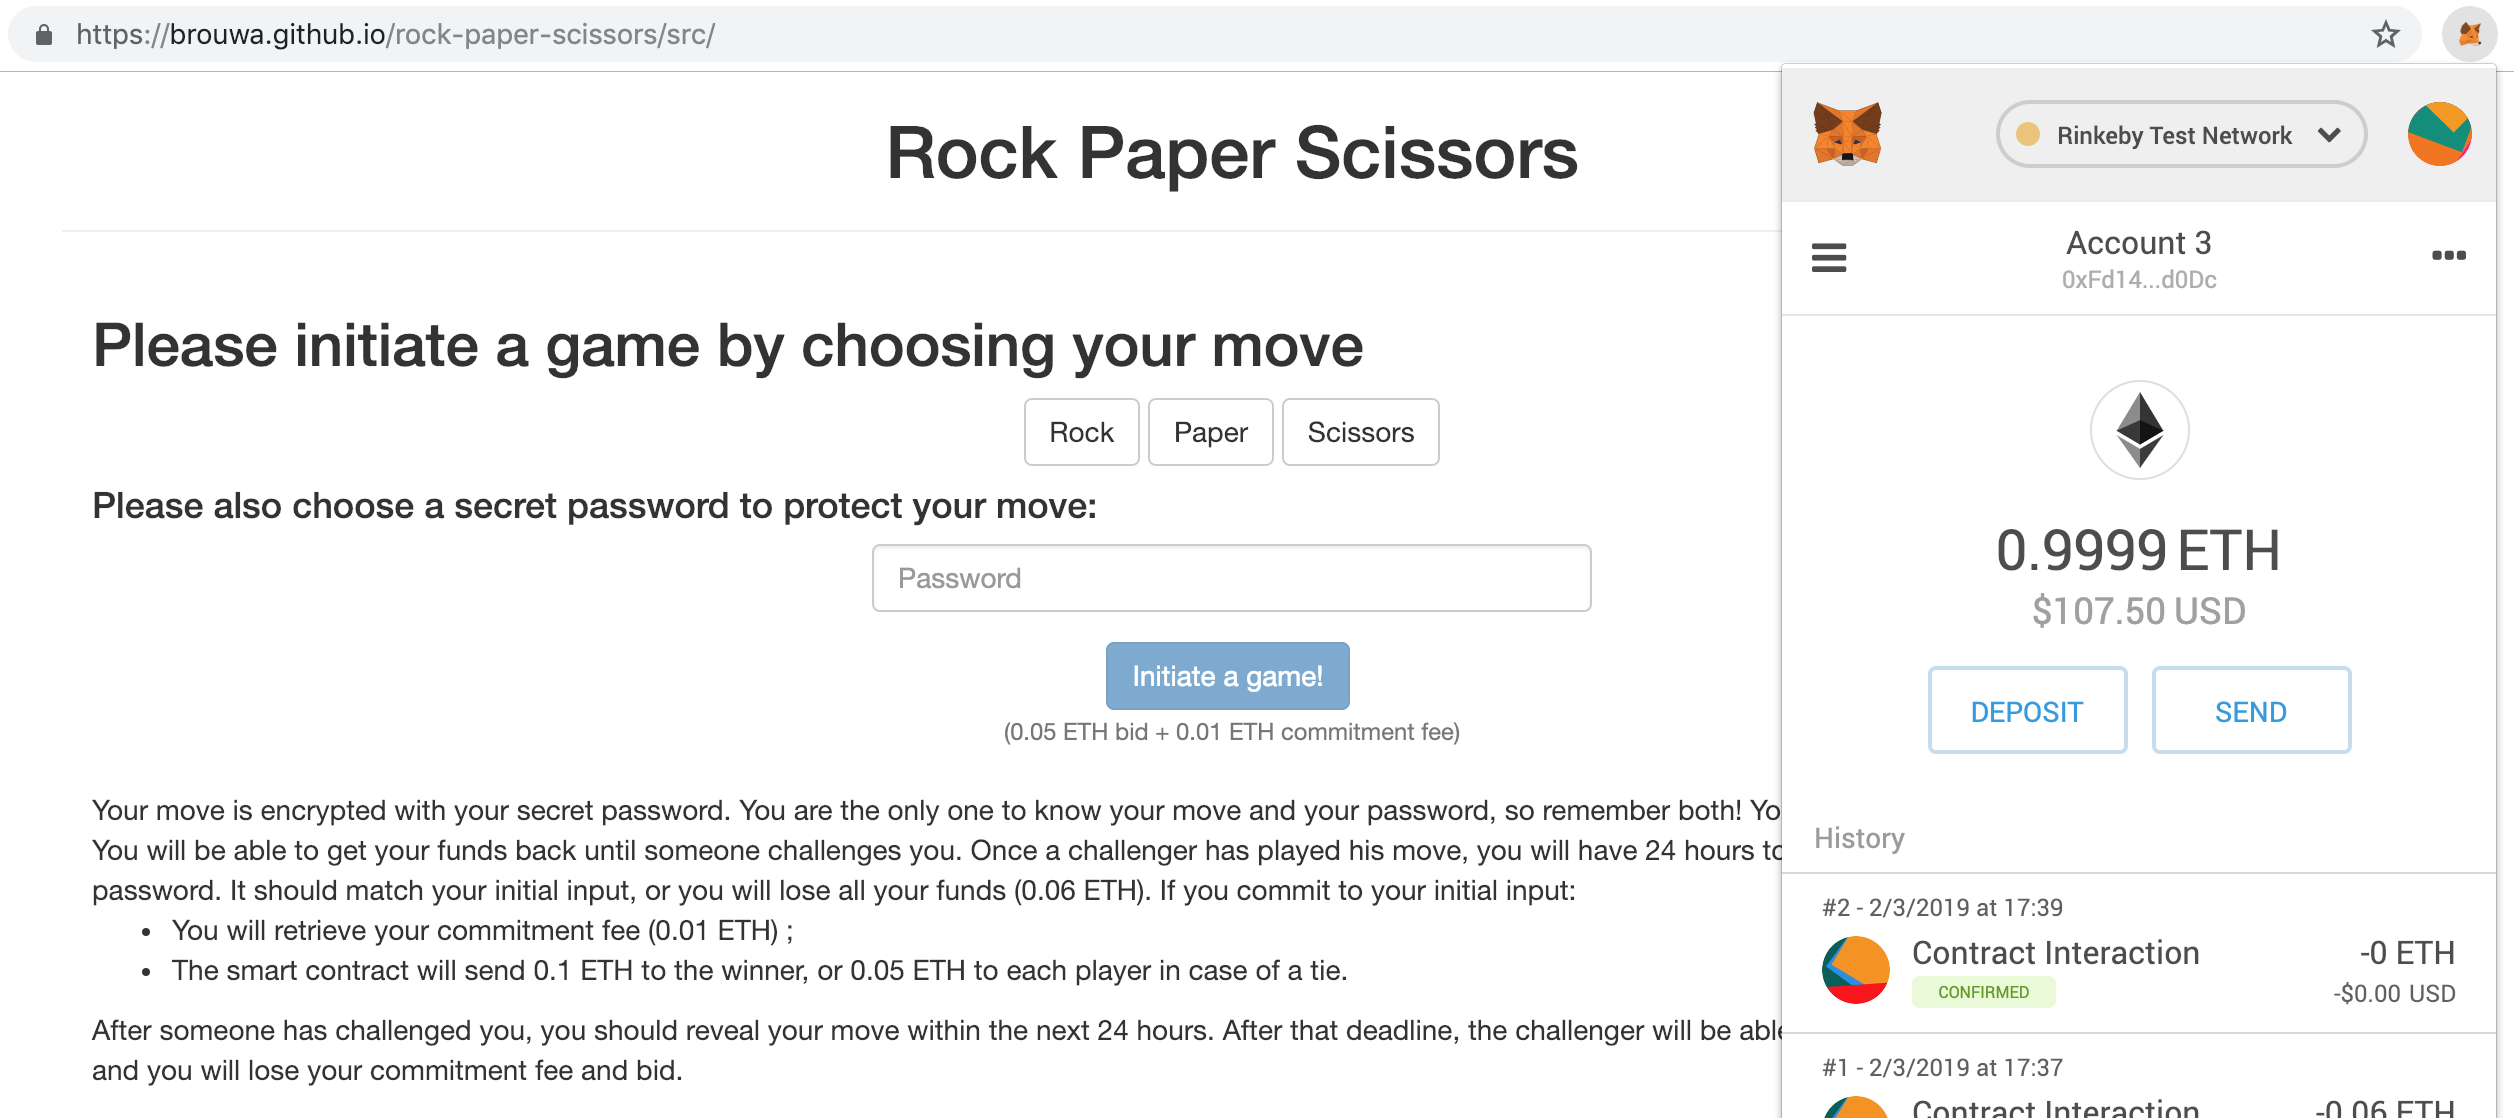 https://brouwa.github.io/rock-paper-scissors/src/
Rock Paper Scissors
Please initiate a game by choosing your move
Rock
Paper
Scissors
Please also choose a secret password to protect your move:
Password
Initiate a game!
(0.05 ETH bid + 0.01 ETH commitment fee)
Your move is encrypted with your secret password. You are the only one to know your move and your password, so remember both! Yo
You will be able to get your funds back until someone challenges you. Once a challenger has played his move, you will have 24 hours to
password. It should match your initial input, or you will lose all your funds (0.06 ETH). If you commit to your initial input:
• You will retrieve your commitment fee (0.01 ETH) ;
• The smart contract will send 0.1 ETH to the winner, or 0.05 ETH to each player in case of a tie.
After someone has challenged you, you should reveal your move within the next 24 hours. After that deadline, the challenger will be able
and you will lose your commitment fee and bid.
Rinkeby Test Network
Account 3
0xFd14...d0Dc
0.9999 ETH
$107.50 USD
DEPOSIT
SEND
History
#2 - 2/3/2019 at 17:39
Contract Interaction
-0 ETH
CONFIRMED
-$0.00 USD
#1 - 2/3/2019 at 17:37
Contract Interaction
-0.06 ETH